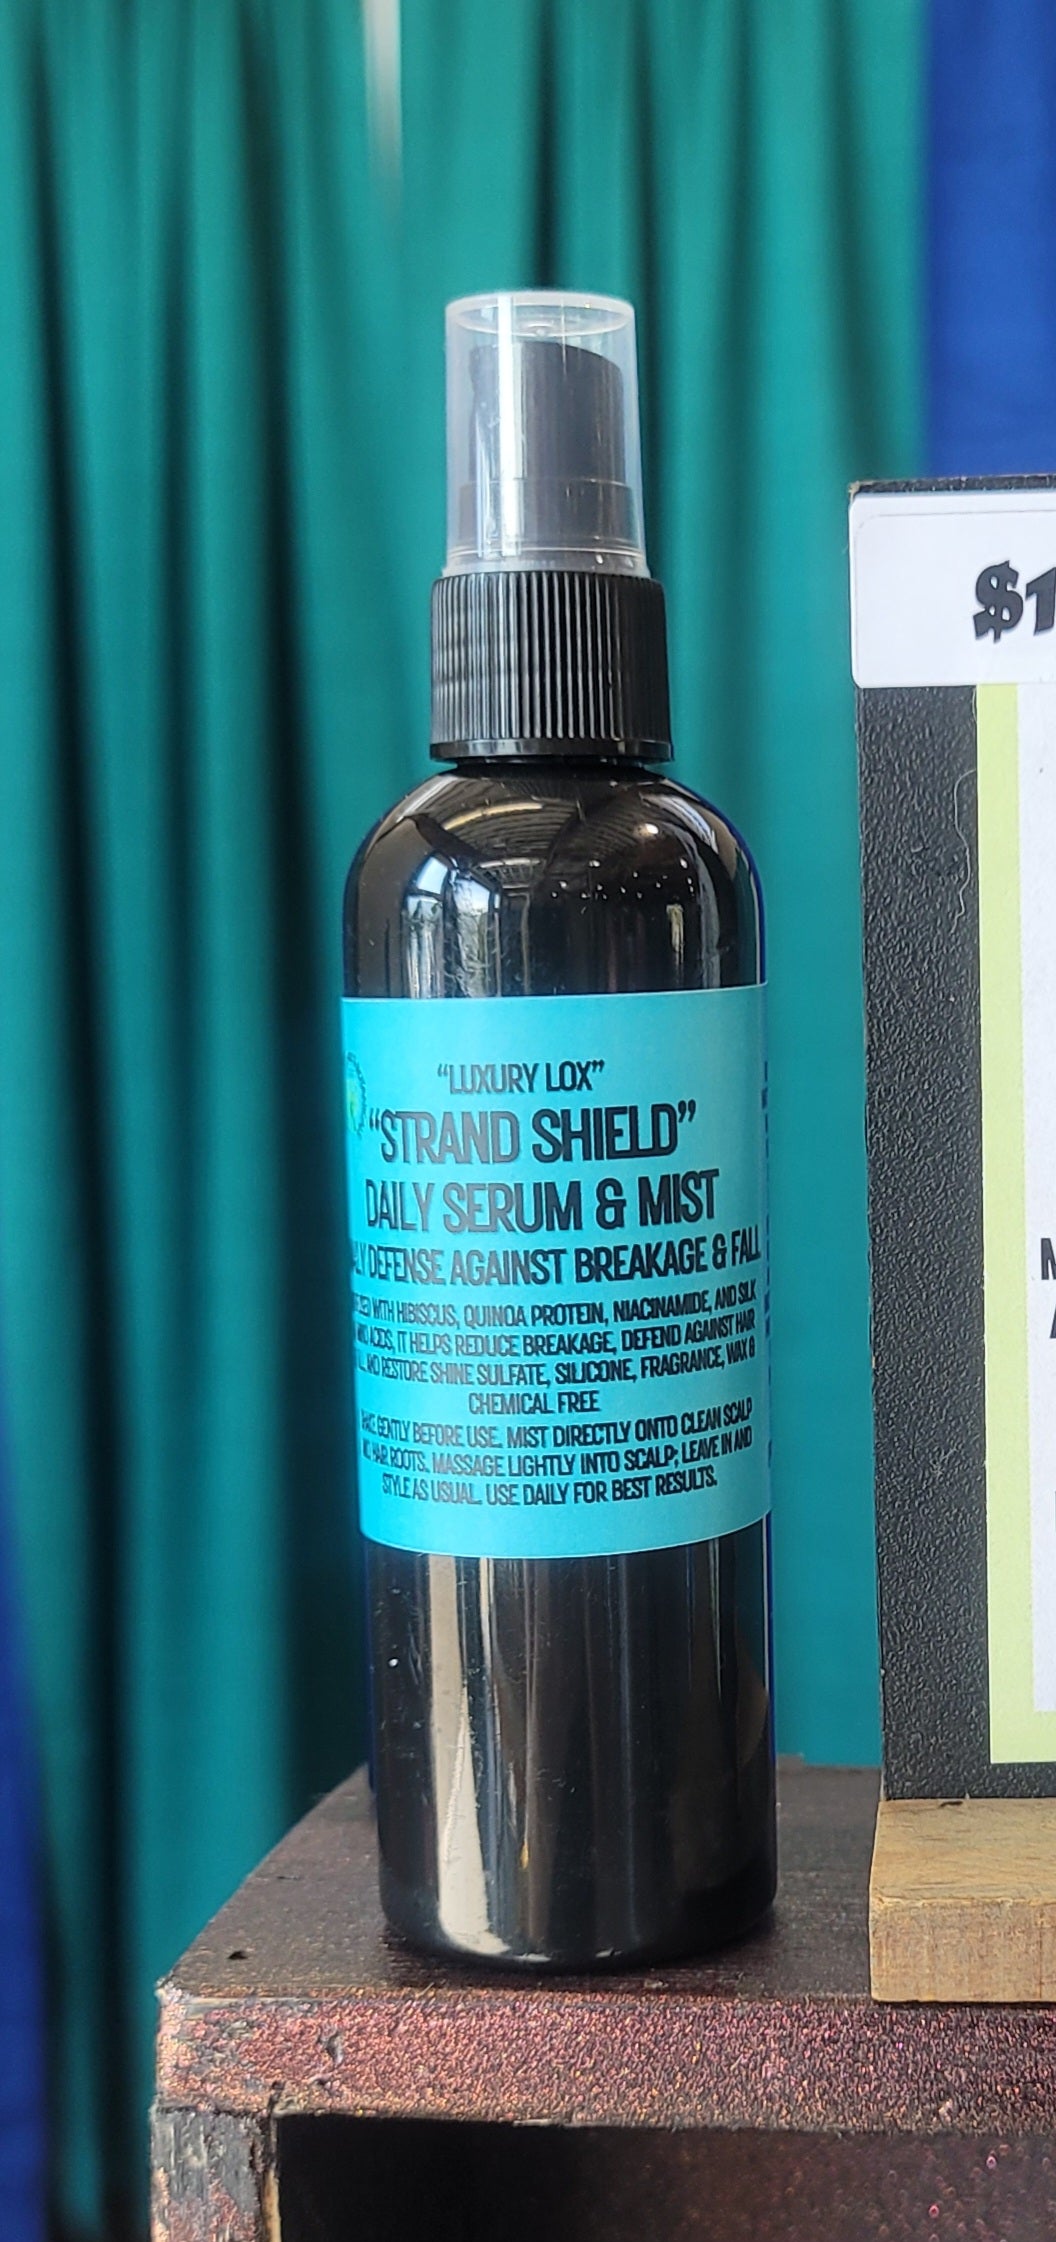 "LUXURY LOX"
"STRAND SHIELD"
DAILY SERUM & MIST
DEFENSE AGAINST BREAKAGE & FALL
WITH HIBISCUS, QUINOA PROTEIN, NIACINAMIDE, AND SILK
ACIDS, IT HELPS REDUCE BREAKAGE, DEFEND AGAINST HAIR
AND RESTORE SHINE SULFATE, SILICONE, FRAGRANCE, WAX &
CHEMICAL FREE
GENTLY BEFORE USE. MIST DIRECTLY ONTO CLEAN SCALP
HAIR ROOTS. MASSAGE LIGHTLY INTO SCALP; LEAVE IN AND
STYLE AS USUAL. USE DAILY FOR BEST RESULTS.
$1